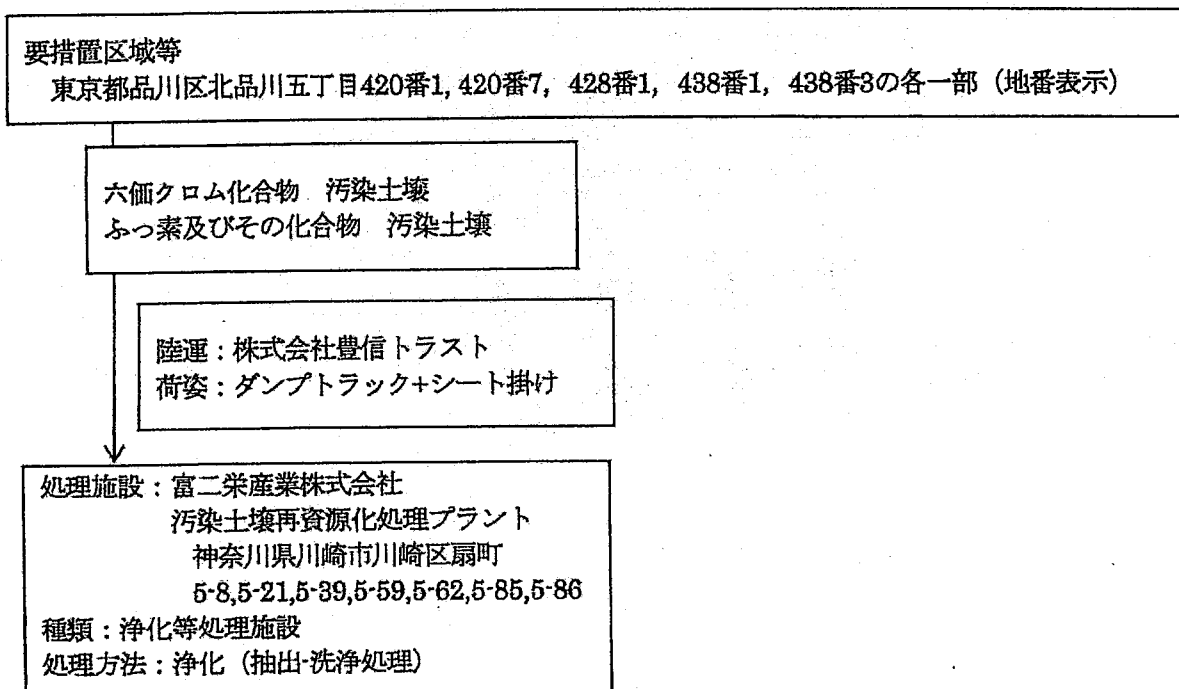 要措置区域等
東京都品川区北品川五丁目420番1, 420番7, 428番1, 438番1, 438番3の各一部（地番表示）
六価クロム化合物　汚染土壌
ふっ素及びその化合物　汚染土壌
陸運：株式会社豊信トラスト
荷姿：ダンプトラック+シート掛け
処理施設：富二栄産業株式会社
汚染土壌再資源化処理プラント
神奈川県川崎市川崎区扇町
5-8,5-21,5-39,5-59,5-62,5-85,5-86
種類：浄化等処理施設
処理方法：浄化（抽出-洗浄処理）